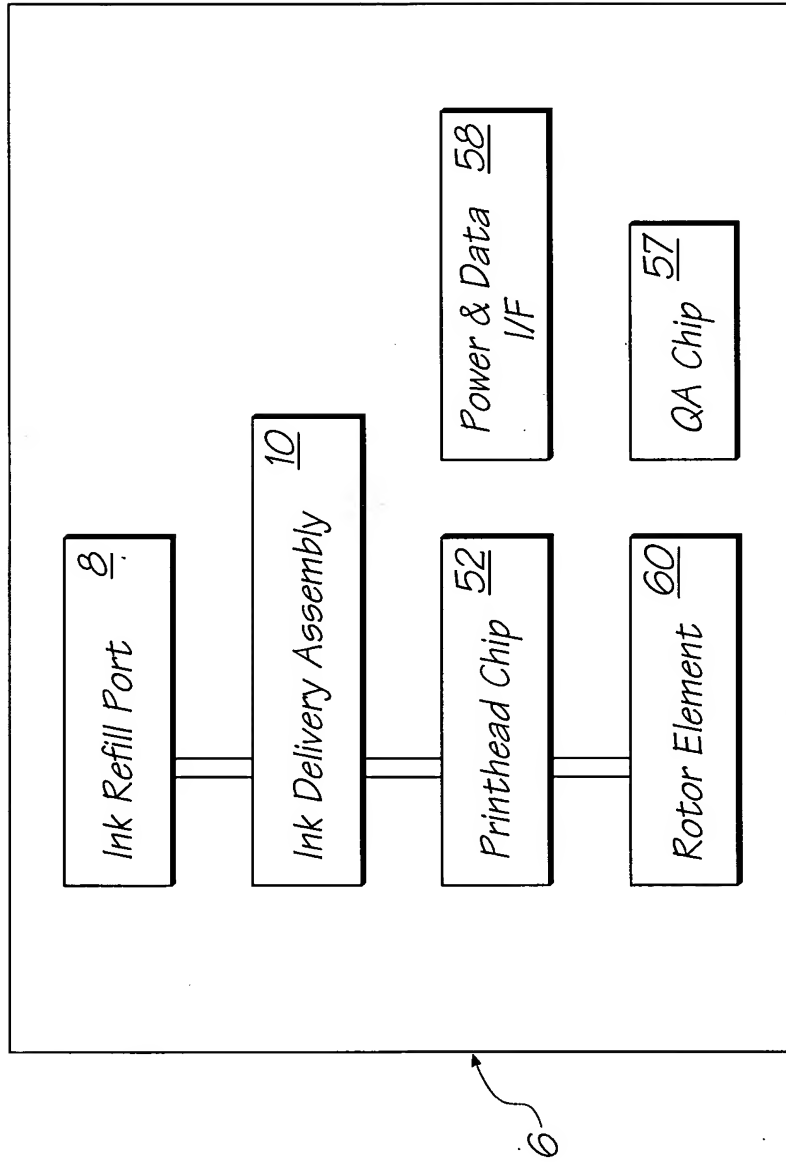 Ink Refill Port 8
Ink Delivery Assembly 10
Printhead Chip 52
Power & Data 58
I/F
Rotor Element 60
QA Chip 57
6